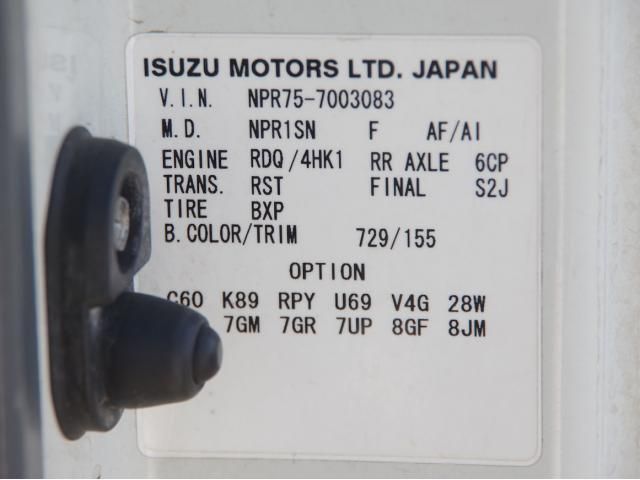 ISUZU MOTORS LTD. JAPAN
V.I.N. NPR75-7003083
M.D. NPR1SN F AF/AI
ENGINE RDQ/4HK1 RR AXLE 6CP
TRANS. RST FINAL S2J
TIRE BXP
B.COLOR/TRIM 729/155
OPTION
C60 K89 RPY U69 V4G 28W
7GM 7GR 7UP 8GF 8JM